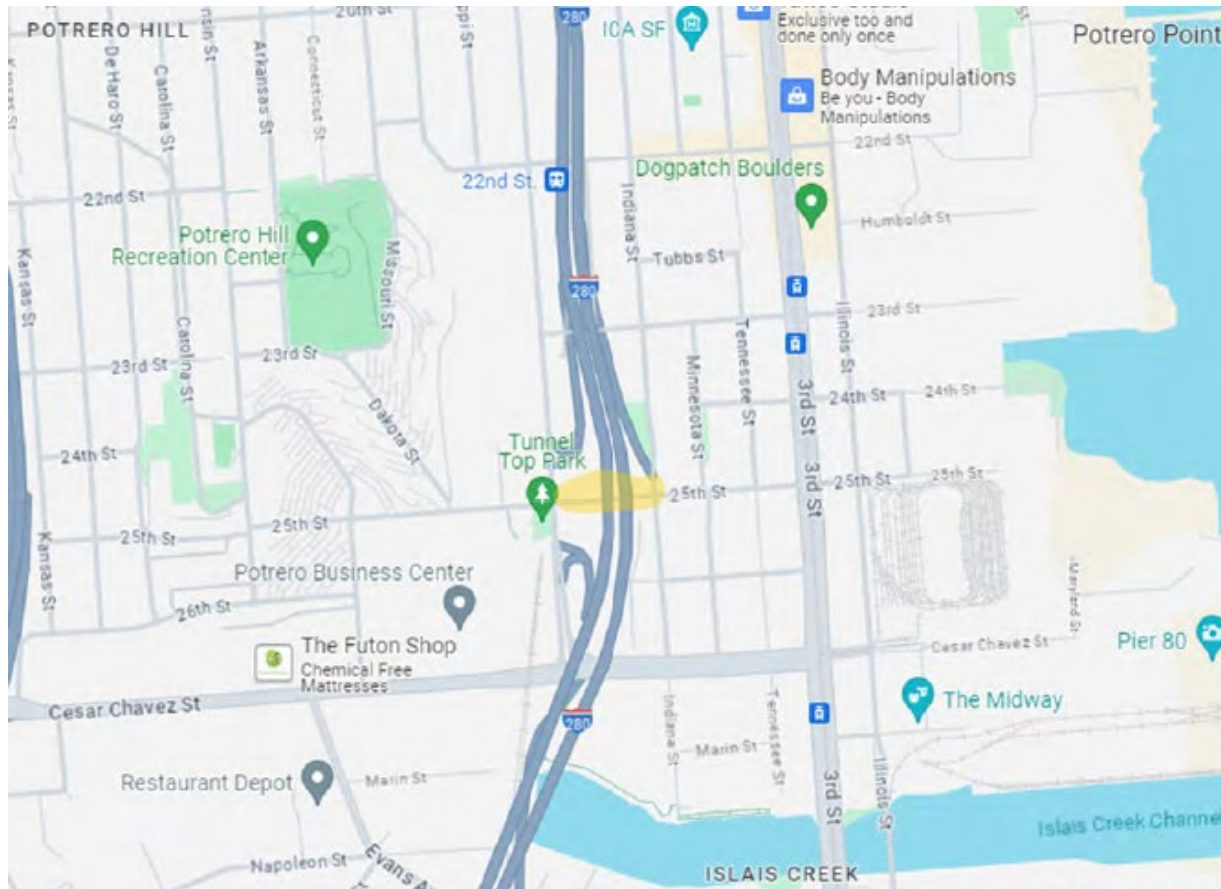 280
ICA SF
Exclusive too and
done only once
20th St
POTRERO HILL
Potrero Point
De Haro St
Carolina St
Arkansas St
Connecticut St
Body Manipulations
Be you - Body
Manipulations
22nd St
22nd St.
Dogpatch Boulders
22nd St
Humboldt St
Indiana St
Potrero Hill
Recreation Center
Missouri St
Kansas St
Tubbs St
280
Illinois St
23rd St
Carolina St
23rd St
23rd St
Tennessee St
Minnesota St
3rd St
24th St
24th St
Dakota St
Tunnel
Top Park
24th St
3rd St
25th St
25th St
25th St
25th St
25th St
Kansas St
Potrero Business Center
Maryland St
26th St
The Futon Shop
Chemical Free
Mattresses
Cesar Chavez St
Pier 80
Cesar Chavez St
The Midway
280
Indiana St
Tennessee St
Marin St
Restaurant Depot
Marin St
3rd St
Illinois St
Islais Creek Channe
Napoleon St
Evans A
ISLAIS CREEK